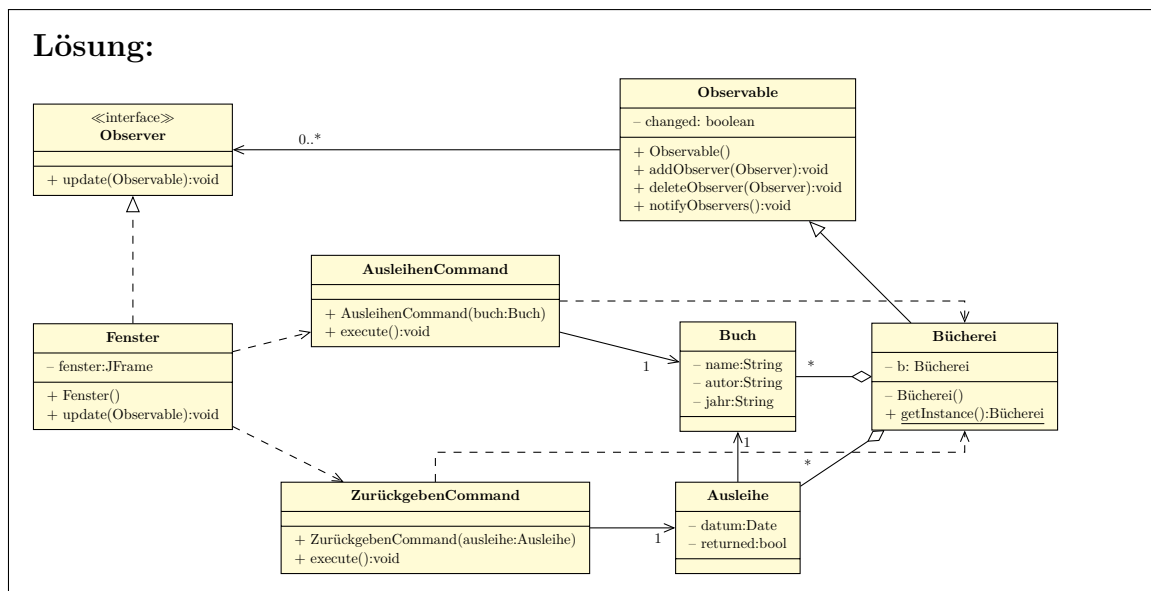 Lösung:
≪interface≫
Observer
+ update(Observable):void
0..*
Observable
– changed: boolean
+ Observable()
+ addObserver(Observer):void
+ deleteObserver(Observer):void
+ notifyObservers():void
AusleihenCommand
+ AusleihenCommand(buch:Buch)
+ execute():void
Fenster
– fenster:JFrame
+ Fenster()
+ update(Observable):void
1
Buch
– name:String
– autor:String
– jahr:String
*
Bücherei
– b: Bücherei
– Bücherei()
+ getInstance():Bücherei
1
*
ZurückgebenCommand
+ ZurückgebenCommand(ausleihe:Ausleihe)
+ execute():void
1
Ausleihe
– datum:Date
– returned:bool